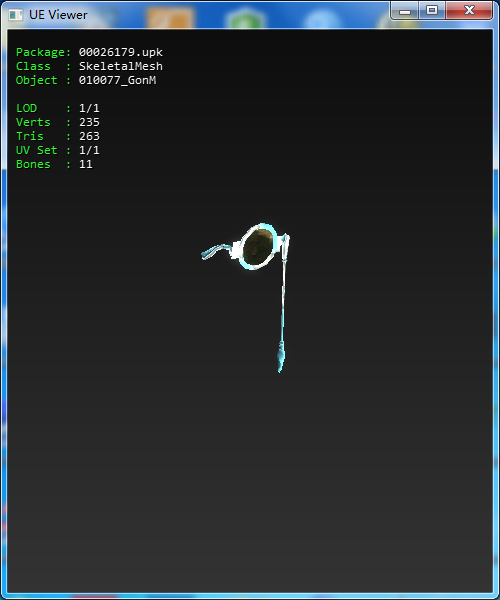 UE Viewer
Package: 00026179.upk
Class  : SkeletalMesh
Object : 010077_GonM
LOD    : 1/1
Verts  : 235
Tris   : 263
UV Set : 1/1
Bones  : 11